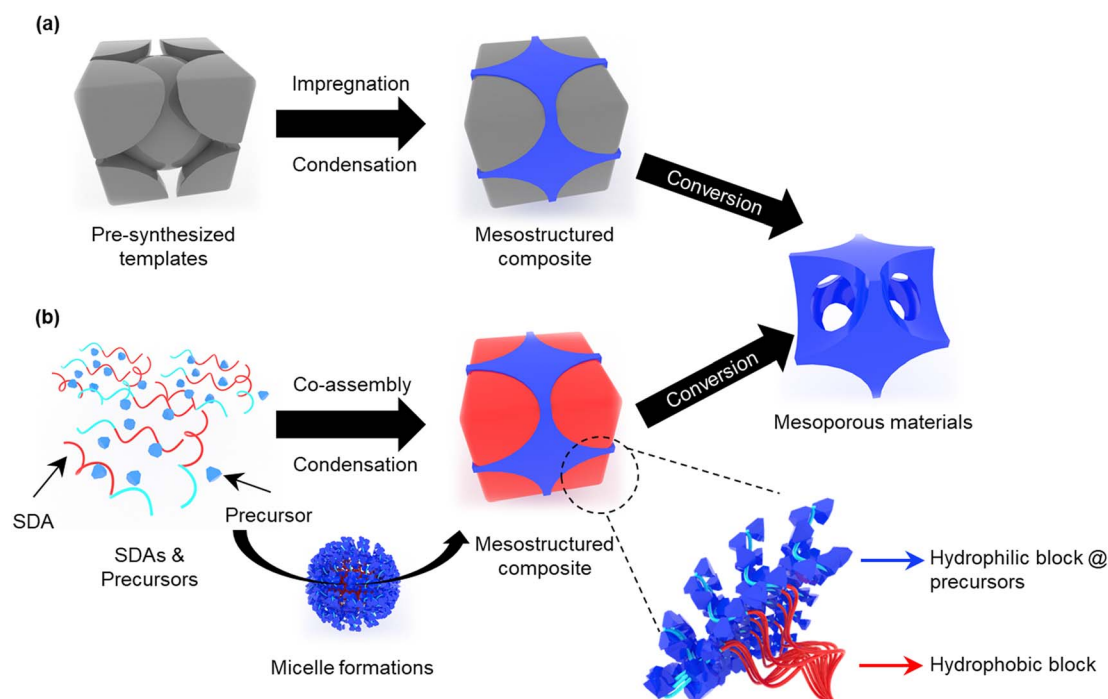 (a)
Impregnation
Condensation
Pre-synthesized
templates
Mesostructured
composite
Conversion
(b)
Co-assembly
Condensation
Conversion
Mesoporous materials
SDA
Precursor
SDAs &
Precursors
Mesostructured
composite
Micelle formations
Hydrophilic block @
precursors
Hydrophobic block